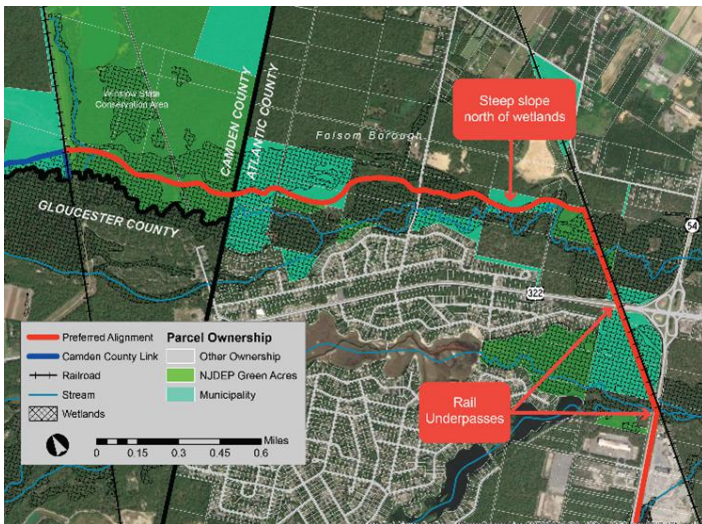 Winslow State
Conservation Area
CAMDEN COUNTY
ATLANTIC COUNTY
Folsom Borough
Steep slope
north of wetlands
GLOUCESTER COUNTY
54
322
Preferred Alignment
Camden County Link
Railroad
Stream
Wetlands
Parcel Ownership
Other Ownership
NJDEP Green Acres
Municipality
Miles
0 0.15 0.3 0.45 0.6
Rail
Underpasses